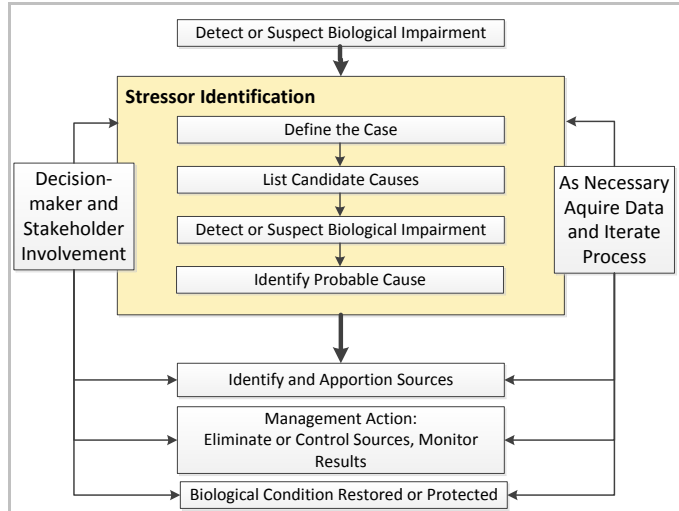 Detect or Suspect Biological Impairment
Stressor Identification
Define the Case
List Candidate Causes
Detect or Suspect Biological Impairment
Identify Probable Cause
Decision-
maker and
Stakeholder
Involvement
As Necessary
Aquire Data
and Iterate
Process
Identify and Apportion Sources
Management Action:
Eliminate or Control Sources, Monitor
Results
Biological Condition Restored or Protected